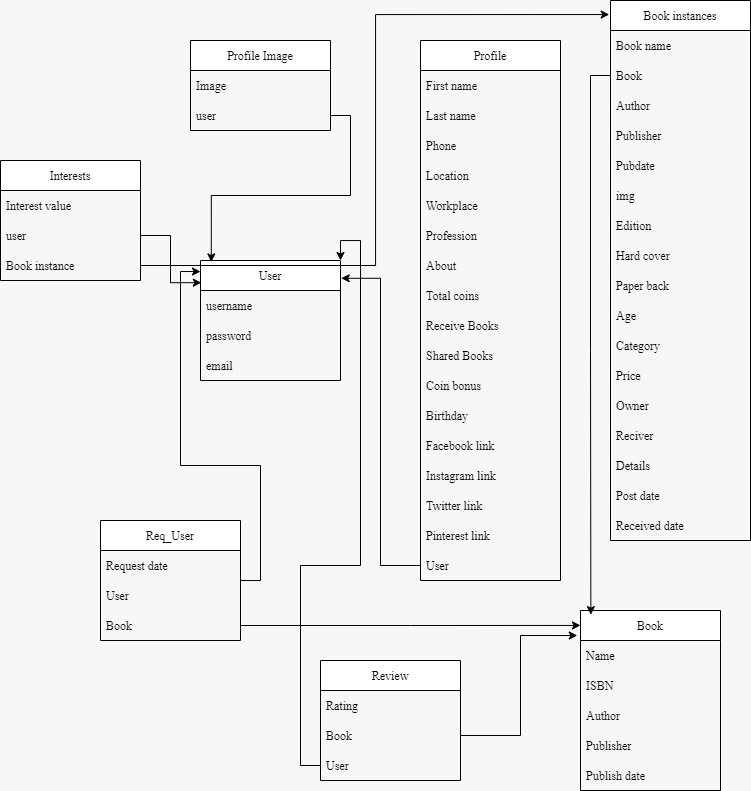 Book instances
Book name
Book
Author
Publisher
Pubdate
img
Edition
Hard cover
Paper back
Age
Category
Price
Owner
Reciver
Details
Post date
Received date
Profile Image
Image
user
Profile
First name
Last name
Phone
Location
Workplace
Profession
About
Total coins
Receive Books
Shared Books
Coin bonus
Birthday
Facebook link
Instagram link
Twitter link
Pinterest link
User
Interests
Interest value
user
Book instance
User
username
password
email
Req_User
Request date
User
Book
Review
Rating
Book
User
Book
Name
ISBN
Author
Publisher
Publish date